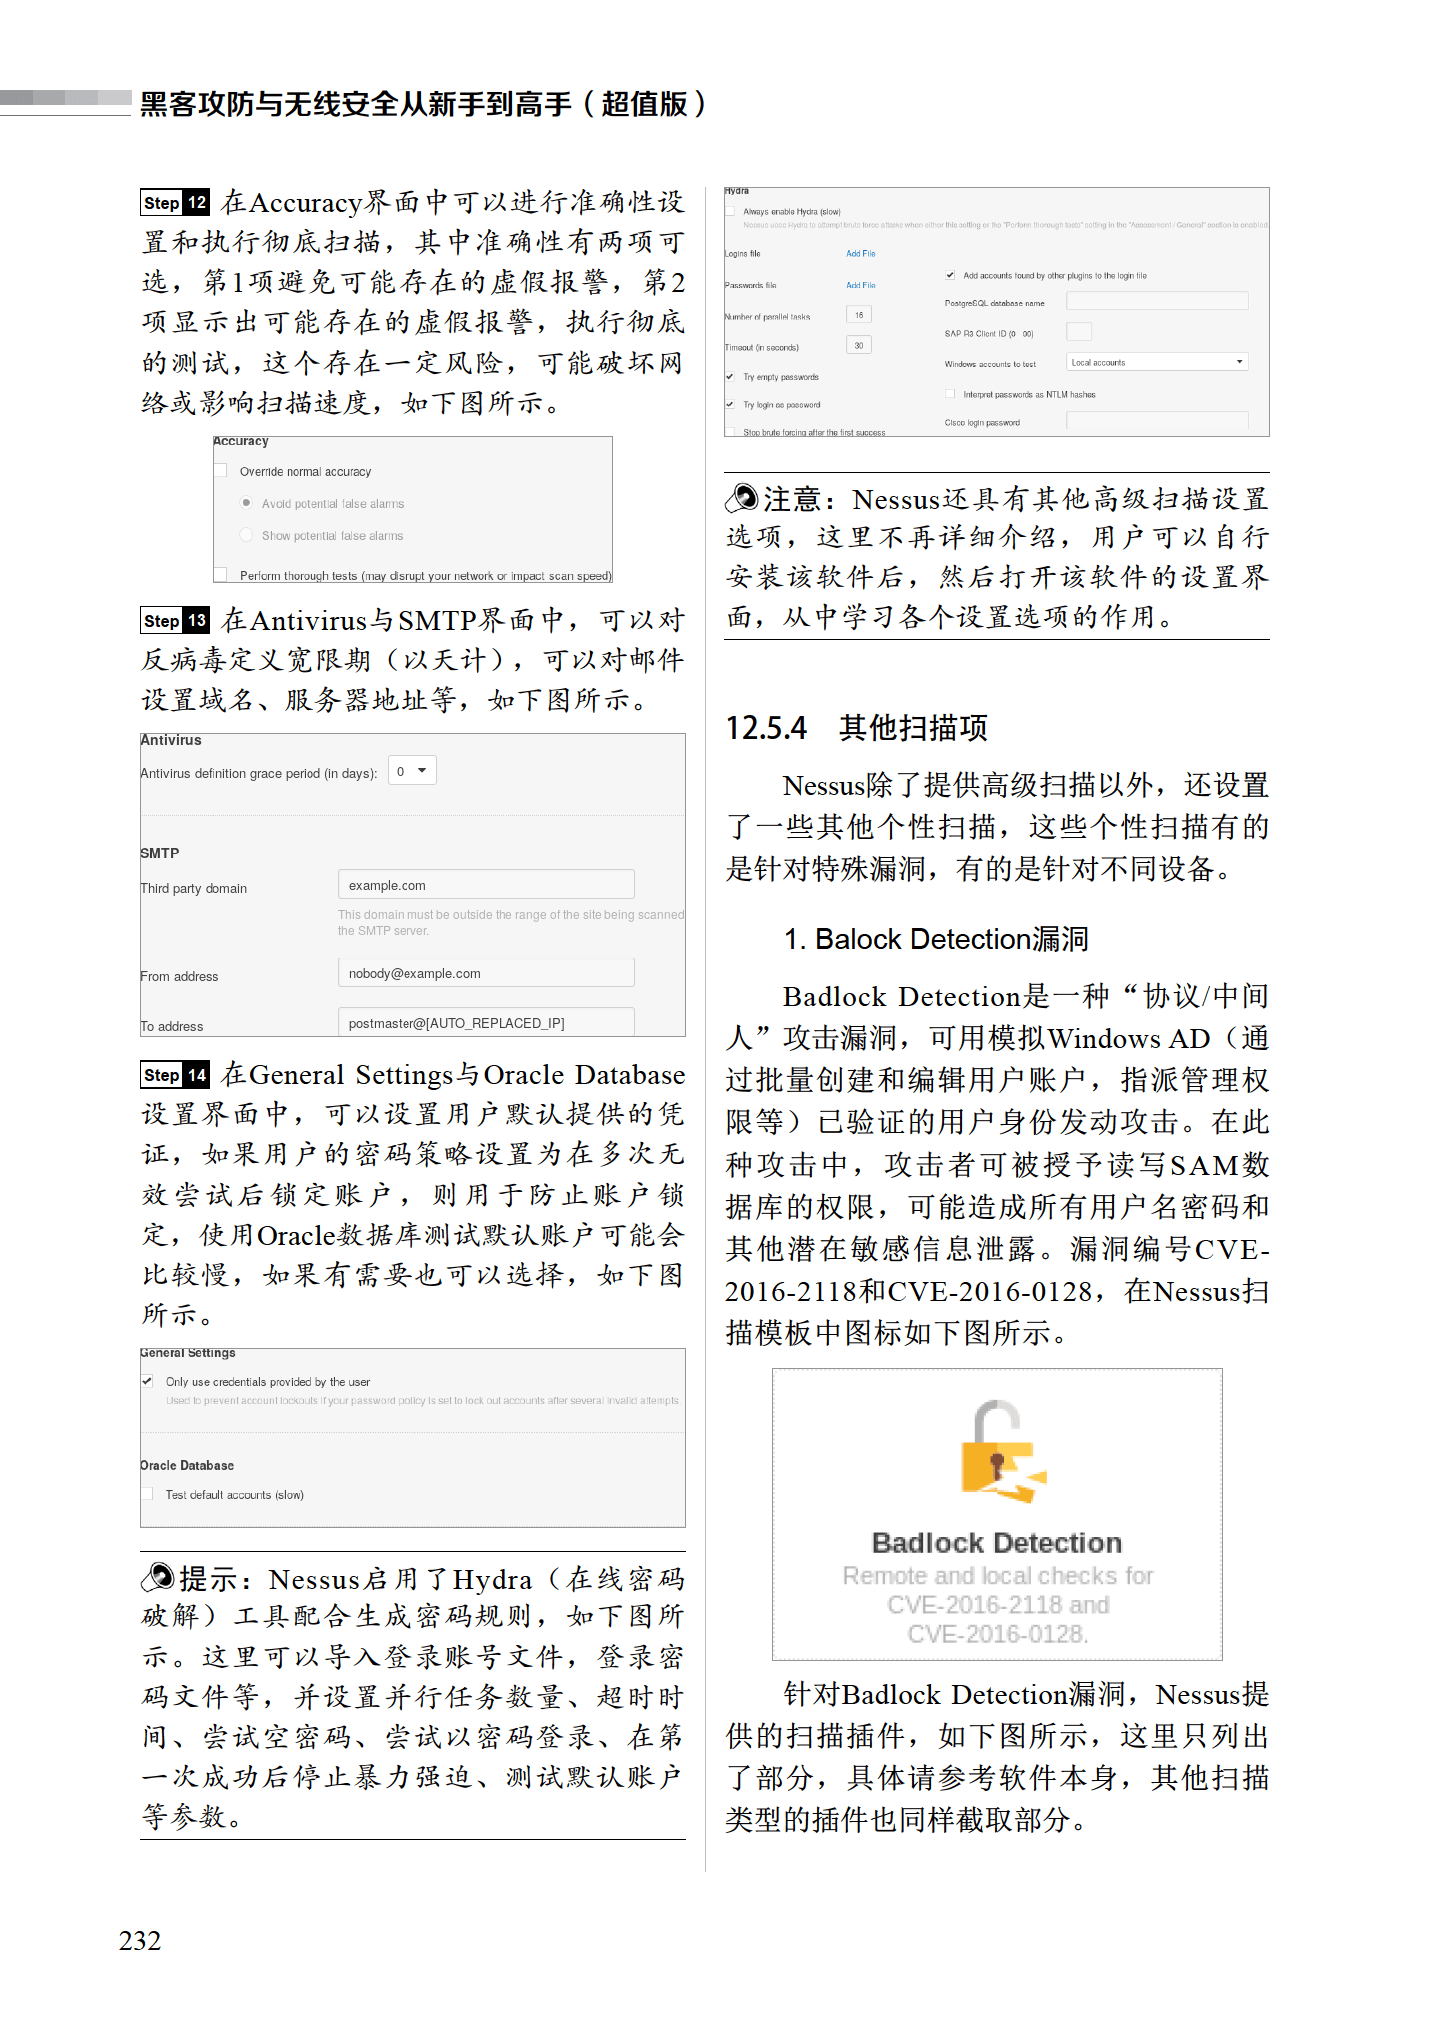 黑客攻防与无线安全从新手到高手（超值版）
Step 12 在Accuracy界面中可以进行准确性设
置和执行彻底扫描，其中准确性有两项可
选，第1项避免可能存在的虚假报警，第2
项显示出可能存在的虚假报警，执行彻底
的测试，这个存在一定风险，可能破坏网
络或影响扫描速度，如下图所示。
Accuracy
Override normal accuracy
Avoid potential false alarms
Show potential false alarms
Perform thorough tests (may disrupt your network or impact scan speed)
Step 13 在Antivirus与SMTP界面中，可以对
反病毒定义宽限期（以天计），可以对邮件
设置域名、服务器地址等，如下图所示。
Antivirus
Antivirus definition grace period (in days): 0
SMTP
Third party domain example.com
This domain must be outside the range of the site being scanned
the SMTP server.
From address nobody@example.com
To address postmaster@[AUTO_REPLACED_IP]
Step 14 在General Settings与Oracle Database
设置界面中，可以设置用户默认提供的凭
证，如果用户的密码策略设置为在多次无
效尝试后锁定账户，则用于防止账户锁
定，使用Oracle数据库测试默认账户可能会
比较慢，如果有需要也可以选择，如下图
所示。
General Settings
Only use credentials provided by the user
Used to prevent account lockouts if your password policy is set to lock out accounts after several invalid attempts.
Oracle Database
Test default accounts (slow)
提示：Nessus启用了Hydra（在线密码
破解）工具配合生成密码规则，如下图所
示。这里可以导入登录账号文件，登录密
码文件等，并设置并行任务数量、超时时
间、尝试空密码、尝试以密码登录、在第
一次成功后停止暴力强迫、测试默认账户
等参数。
Hydra
Always enable Hydra (slow)
Nessus uses Hydra to attempt brute force attacks when either this setting or the "Perform thorough tests" setting in the "Assessment / General" section is enabled.
Logins file Add File
Passwords file Add File
Number of parallel tasks 16
Timeout (in seconds) 30
Try empty passwords
Try login as password
Stop brute forcing after the first success
Add accounts found by other plugins to the login file
PostgreSQL database name
SAP R3 Client ID (0 99)
Windows accounts to test Local accounts
Interpret passwords as NTLM hashes
Cisco login password
注意：Nessus还具有其他高级扫描设置
选项，这里不再详细介绍，用户可以自行
安装该软件后，然后打开该软件的设置界
面，从中学习各个设置选项的作用。
12.5.4 其他扫描项
Nessus除了提供高级扫描以外，还设置
了一些其他个性扫描，这些个性扫描有的
是针对特殊漏洞，有的是针对不同设备。
1. Balock Detection漏洞
Badlock Detection是一种“协议/中间
人”攻击漏洞，可用模拟Windows AD（通
过批量创建和编辑用户账户，指派管理权
限等）已验证的用户身份发动攻击。在此
种攻击中，攻击者可被授予读写SAM数
据库的权限，可能造成所有用户名密码和
其他潜在敏感信息泄露。漏洞编号CVE-
2016-2118和CVE-2016-0128，在Nessus扫
描模板中图标如下图所示。
Badlock Detection
Remote and local checks for
CVE-2016-2118 and
CVE-2016-0128.
针对Badlock Detection漏洞，Nessus提
供的扫描插件，如下图所示，这里只列出
了部分，具体请参考软件本身，其他扫描
类型的插件也同样截取部分。
232